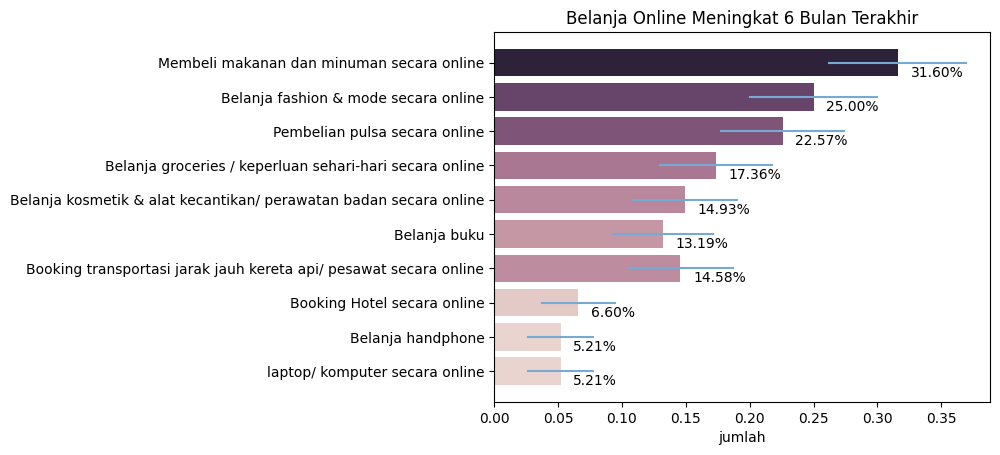 Belanja Online Meningkat 6 Bulan Terakhir
Membeli makanan dan minuman secara online
31.60%
Belanja fashion & mode secara online
25.00%
Pembelian pulsa secara online
22.57%
Belanja groceries / keperluan sehari-hari secara online
17.36%
Belanja kosmetik & alat kecantikan/ perawatan badan secara online
14.93%
Belanja buku
13.19%
Booking transportasi jarak jauh kereta api/ pesawat secara online
14.58%
Booking Hotel secara online
6.60%
Belanja handphone
5.21%
laptop/ komputer secara online
5.21%
0.00 0.05 0.10 0.15 0.20 0.25 0.30 0.35
jumlah